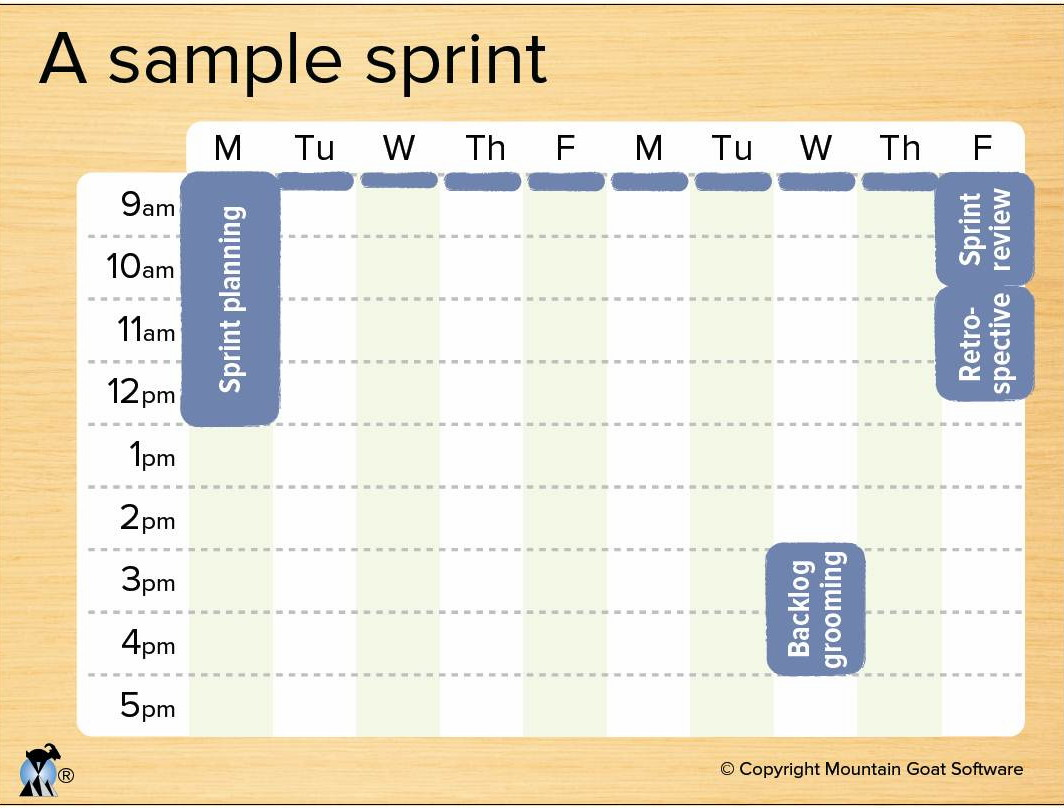 A sample sprint
M Tu W Th F M Tu W Th F
9am
10am
11am
12pm
1pm
2pm
3pm
4pm
5pm
Sprint planning
Sprint
review
Retro-
spective
Backlog
grooming
®
© Copyright Mountain Goat Software